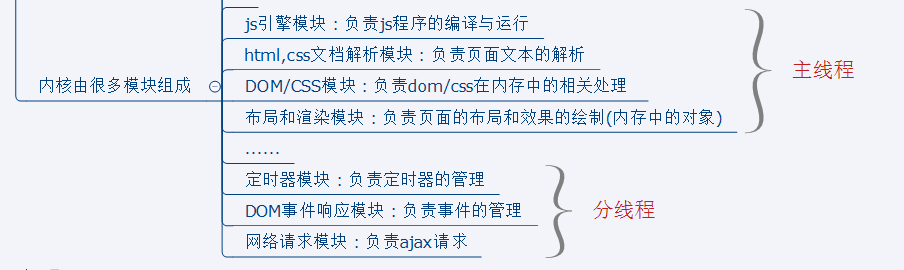 js引擎模块：负责js程序的编译与运行
html,css文档解析模块：负责页面文本的解析
主线程
内核由很多模块组成
DOM/CSS模块：负责dom/css在内存中的相关处理
布局和渲染模块：负责页面的布局和效果的绘制(内存中的对象)
……
定时器模块：负责定时器的管理
DOM事件响应模块：负责事件的管理
分线程
网络请求模块：负责ajax请求